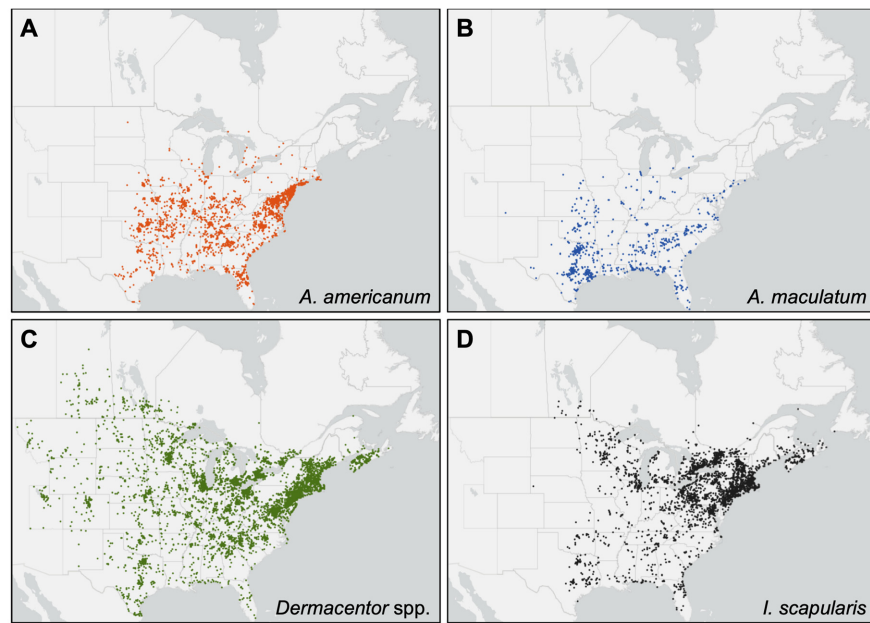 A
A. americanum
B
A. maculatum
C
Dermacentor spp.
D
I. scapularis